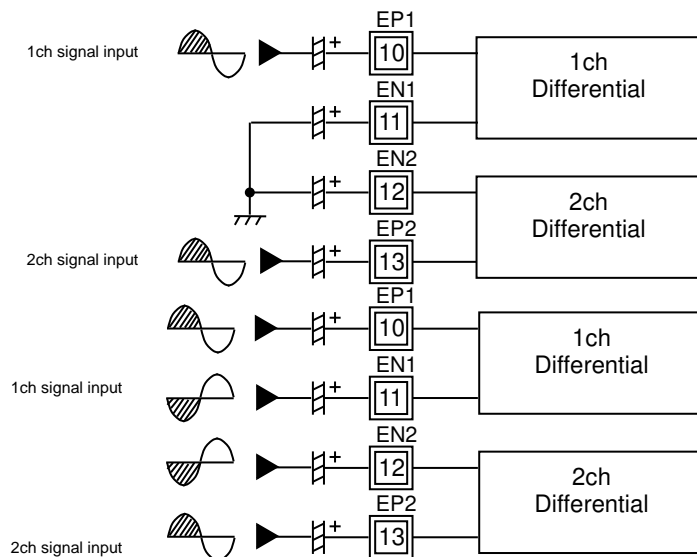 EP1
1ch signal input
+
10
1ch
Differential
EN1
+
11
EN2
+
12
2ch
Differential
EP2
2ch signal input
+
13
EP1
+
10
1ch
Differential
1ch signal input
EN1
+
11
EN2
+
12
2ch
Differential
EP2
2ch signal input
+
13